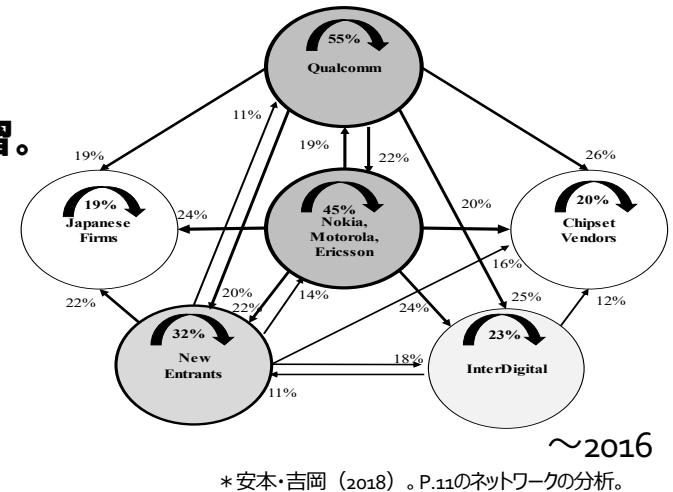 55%
Qualcomm
11%
習。
19%
19%
22%
26%
19%
Japanese
Firms
24%
45%
Nokia,
Motorola,
Ericsson
20%
20%
Chipset
Vendors
16%
22%
20%
22%
14%
24%
25%
12%
32%
New
Entrants
18%
11%
23%
InterDigital
～2016
＊安本・吉岡（2018）。P.11のネットワークの分析。